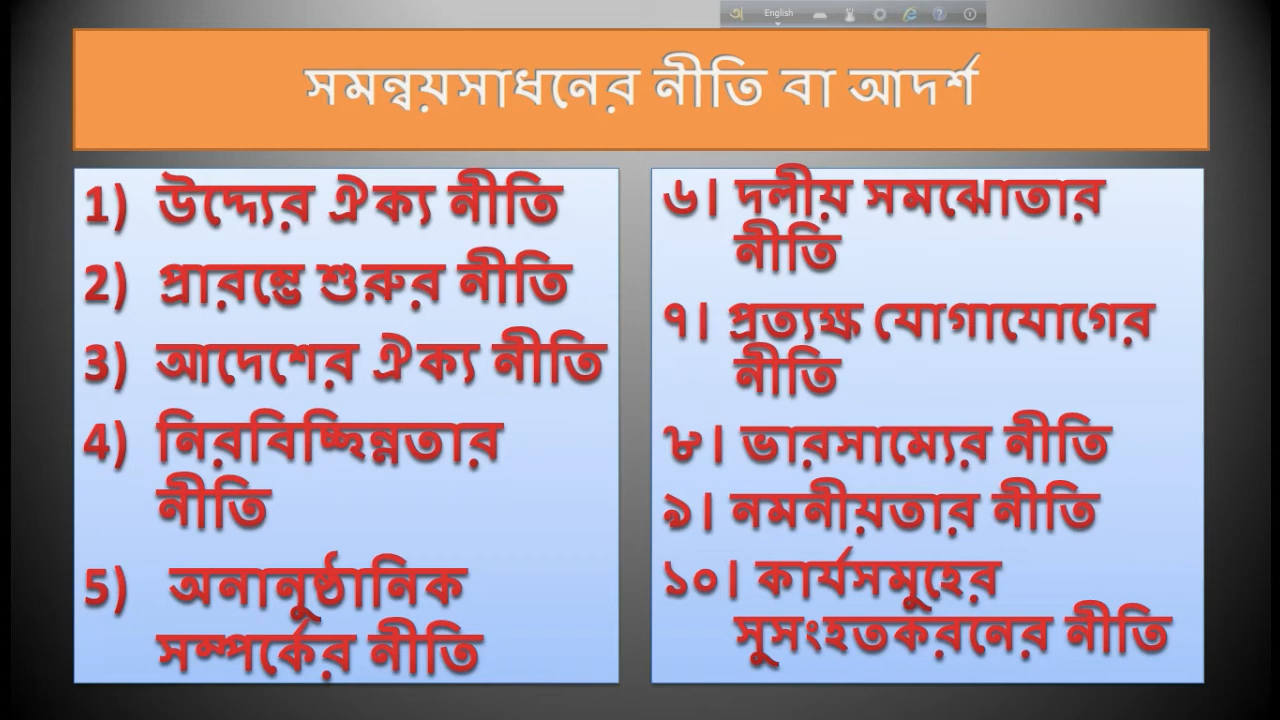 English
সমন্বয়সাধনের নীতি বা আদর্শ
1) উদ্দ্যের ঐক্য নীতি
2) প্রারম্ভে শুরুর নীতি
3) আদেশের ঐক্য নীতি
4) নিরবিচ্ছিন্নতার
নীতি
5) অনানুষ্ঠানিক
সম্পর্কের নীতি
৬। দলীয় সমঝোতার
নীতি
৭। প্রত্যক্ষ যোগাযোগের
নীতি
৮। ভারসাম্যের নীতি
৯। নমনীয়তার নীতি
১০। কার্যসমুহের
সুসংহতকরনের নীতি